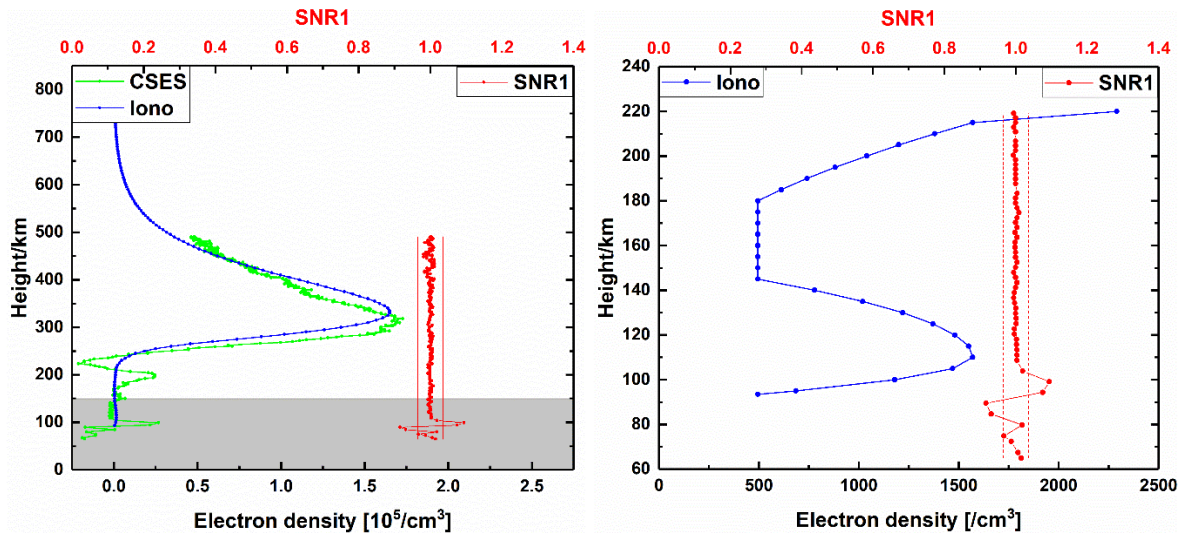 SNR1
0.0 0.2 0.4 0.6 0.8 1.0 1.2 1.4
CSES
Iono
SNR1
800
700
600
500
400
300
200
100
0
Height/km
0.0 0.5 1.0 1.5 2.0 2.5
Electron density [10⁵/cm³]
SNR1
0.0 0.2 0.4 0.6 0.8 1.0 1.2 1.4
Iono
SNR1
240
220
200
180
160
140
120
100
80
60
Height/km
0 500 1000 1500 2000 2500
Electron density [/cm³]